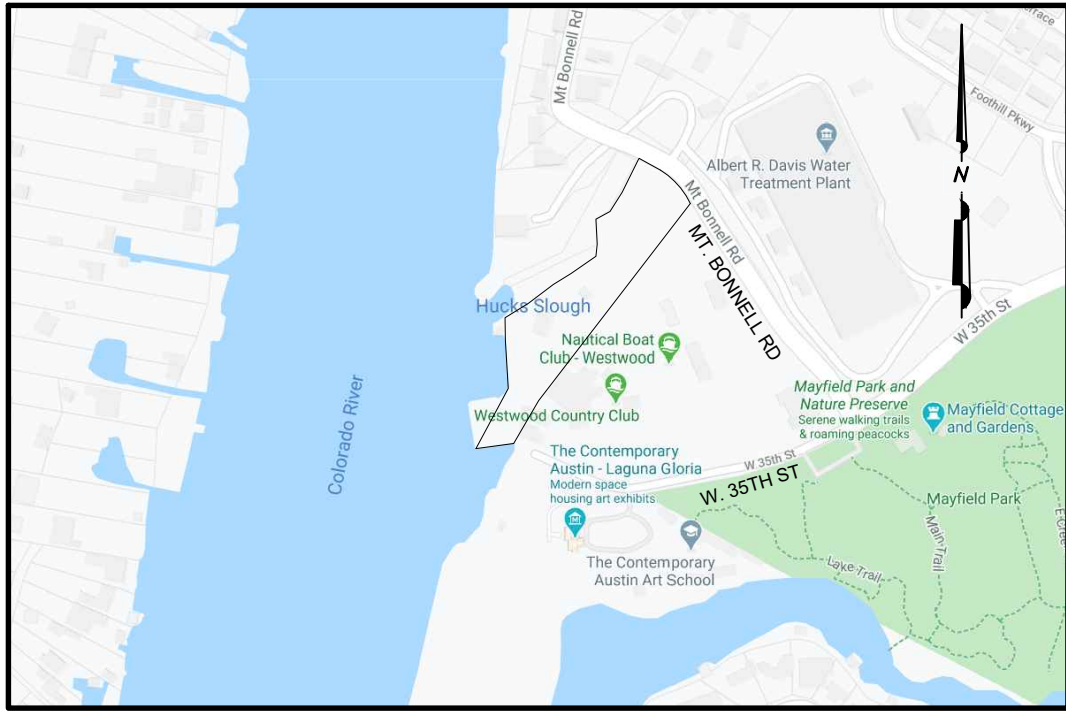 Terrace
Foothill Pkwy
Mt Bonnell Rd
Albert R. Davis Water
Treatment Plant
N
Mt Bonnell Rd
MT. BONNELL RD
Hucks Slough
W 35th St
Nautical Boat
Club - Westwood
Westwood Country Club
Mayfield Park and
Nature Preserve
Serene walking trails
& roaming peacocks
Mayfield Cottage
and Gardens
Colorado River
The Contemporary
Austin - Laguna Gloria
Modern space
housing art exhibits
W 35th St
W. 35TH ST
Mayfield Park
Main Trail
Lake Trail
The Contemporary
Austin Art School